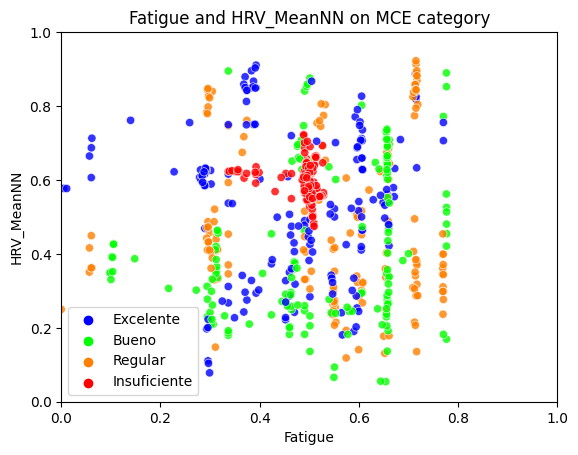 Fatigue and HRV_MeanNN on MCE category
HRV_MeanNN
1.0
0.8
0.6
0.4
0.2
0.0
Excelente
Bueno
Regular
Insuficiente
0.0 0.2 0.4 0.6 0.8 1.0
Fatigue